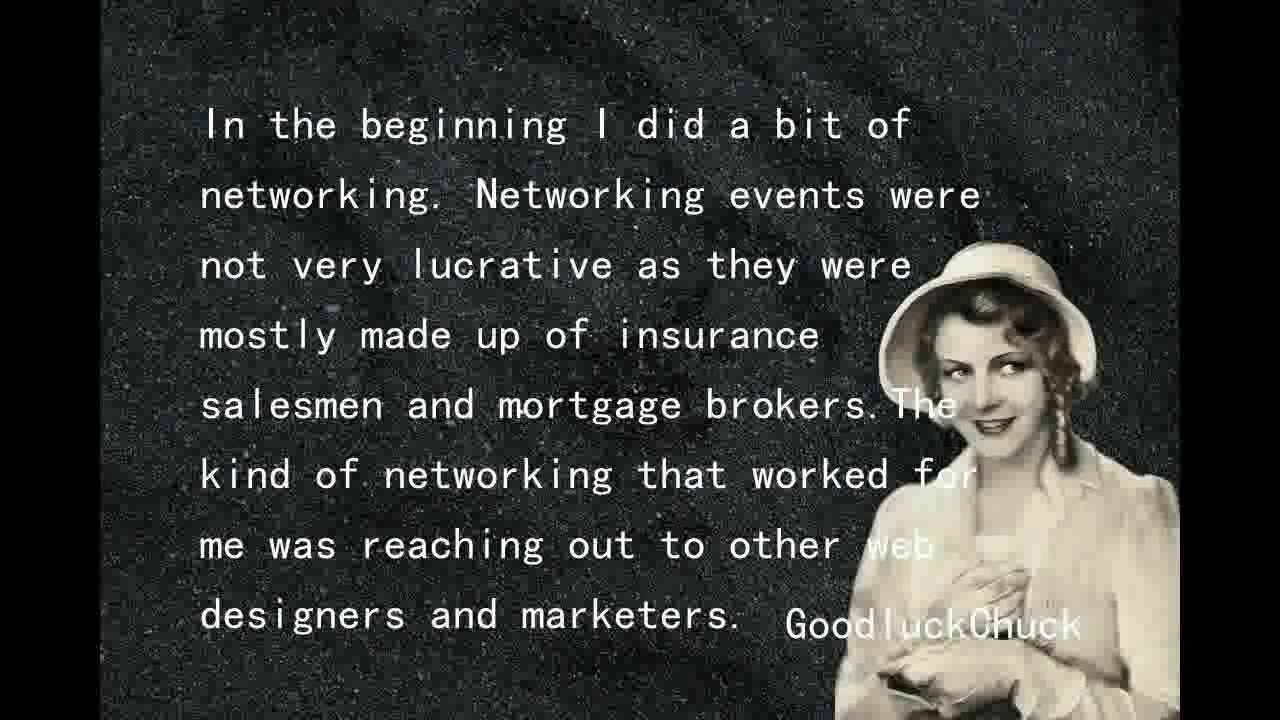 In the beginning I did a bit of
networking. Networking events were
not very lucrative as they were
mostly made up of insurance
salesmen and mortgage brokers. The
kind of networking that worked for
me was reaching out to other web
designers and marketers.
GoodluckChuck